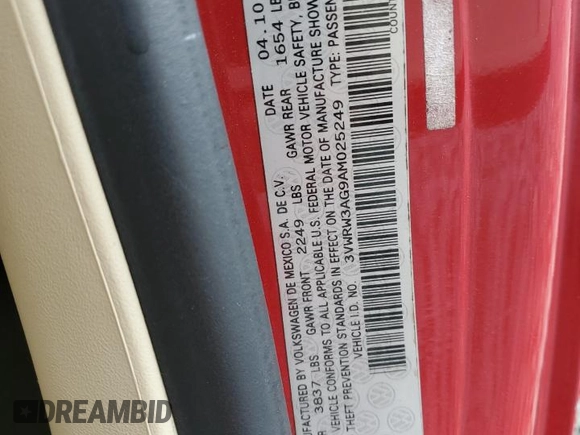 MANUFACTURED BY VOLKSWAGEN DE MEXICO S.A. DE C.V. DATE 04.10
3837 LBS GAWR FRONT 2249 LBS GAWR REAR 1654
VEHICLE CONFORMS TO ALL APPLICABLE U.S. FEDERAL MOTOR VEHICLE SAFETY,
THEFT PREVENTION STANDARDS IN EFFECT ON THE DATE OF MANUFACTURE SHOW
VEHICLE I.D. NO. 3VWRW3AG9AM025249 TYPE: PASSEN
COUNT
DREAMBID